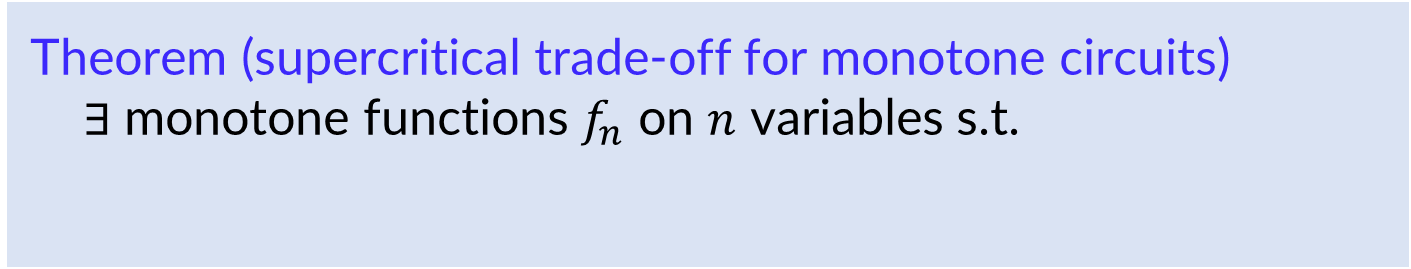 Theorem (supercritical trade-off for monotone circuits)
∃ monotone functions 𝑓ₙ on 𝑛 variables s.t.